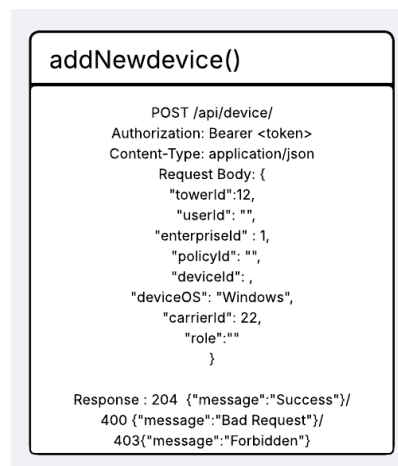 addNewdevice()
POST /api/device/
Authorization: Bearer <token>
Content-Type: application/json
Request Body: {
"towerId":12,
"userId": "",
"enterpriseId" : 1,
"policyId": "",
"deviceId": ,
"deviceOS": "Windows",
"carrierId": 22,
"role":""
}
Response : 204  {"message":"Success"}/
400 {"message":"Bad Request"}/
403{"message":"Forbidden"}